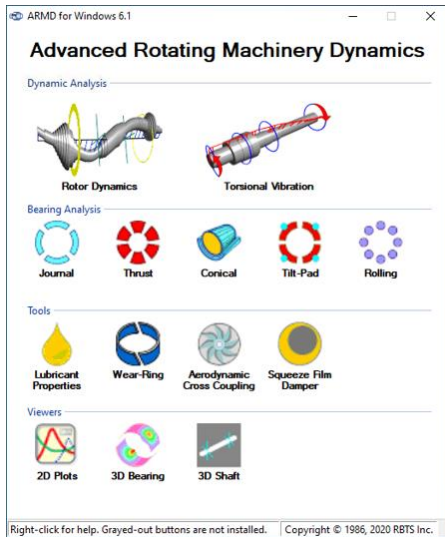 ARMD for Windows 6.1
Advanced Rotating Machinery Dynamics
Dynamic Analysis
Rotor Dynamics
Torsional Vibration
Bearing Analysis
Journal
Thrust
Conical
Tilt-Pad
Rolling
Tools
Lubricant
Properties
Wear-Ring
Aerodynamic
Cross Coupling
Squeeze Film
Damper
Viewers
2D Plots
3D Bearing
3D Shaft
Right-click for help. Grayed-out buttons are not installed.
Copyright © 1986, 2020 RBTS Inc.